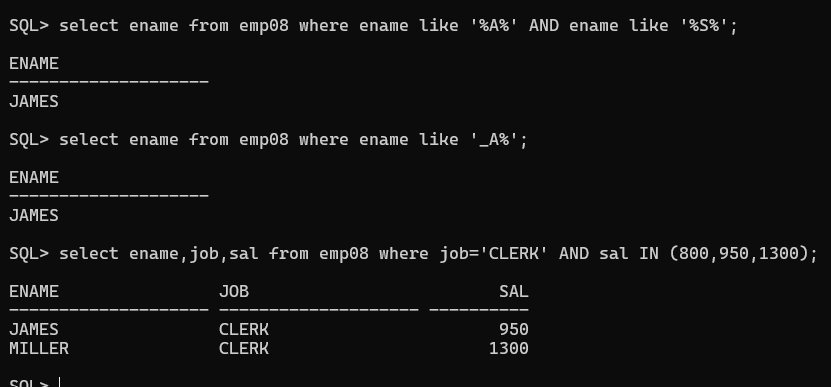 SQL> select ename from emp08 where ename like '%A%' AND ename like '%S%';
ENAME
--------------------
JAMES
SQL> select ename from emp08 where ename like '_A%';
ENAME
--------------------
JAMES
SQL> select ename,job,sal from emp08 where job='CLERK' AND sal IN (800,950,1300);
ENAME                JOB                         SAL
-------------------- -------------------- ----------
JAMES                CLERK                       950
MILLER               CLERK                      1300
SQL>